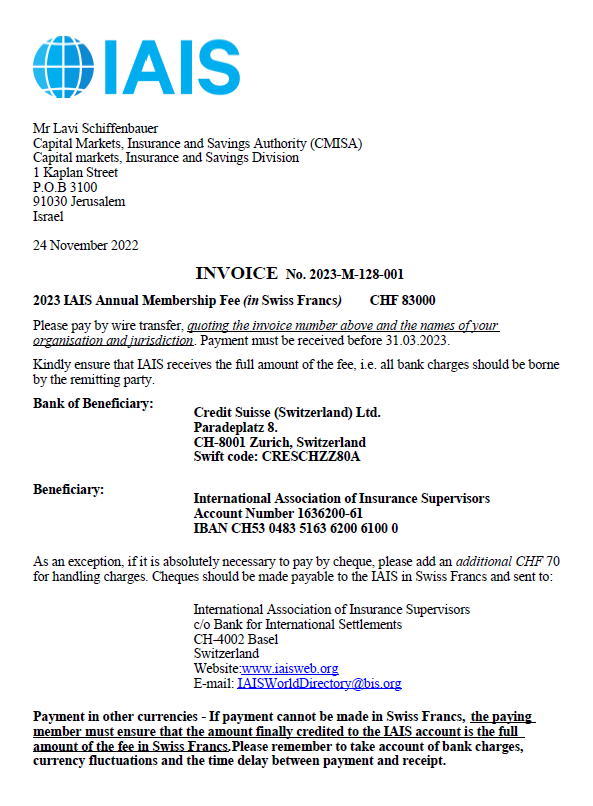 IAIS
Mr Lavi Schiffenbauer
Capital Markets, Insurance and Savings Authority (CMISA)
Capital markets, Insurance and Savings Division
1 Kaplan Street
P.O.B 3100
91030 Jerusalem
Israel
24 November 2022
INVOICE No. 2023-M-128-001
2023 IAIS Annual Membership Fee (in Swiss Francs) CHF 83000
Please pay by wire transfer, quoting the invoice number above and the names of your
organisation and jurisdiction. Payment must be received before 31.03.2023.
Kindly ensure that IAIS receives the full amount of the fee, i.e. all bank charges should be borne
by the remitting party.
Bank of Beneficiary:
Credit Suisse (Switzerland) Ltd.
Paradeplatz 8.
CH-8001 Zurich, Switzerland
Swift code: CRESCHZZ80A
Beneficiary:
International Association of Insurance Supervisors
Account Number 1636200-61
IBAN CH53 0483 5163 6200 6100 0
As an exception, if it is absolutely necessary to pay by cheque, please add an additional CHF 70
for handling charges. Cheques should be made payable to the IAIS in Swiss Francs and sent to:
International Association of Insurance Supervisors
c/o Bank for International Settlements
CH-4002 Basel
Switzerland
Website:www.iaisweb.org
E-mail: IAISWorldDirectory@bis.org
Payment in other currencies - If payment cannot be made in Swiss Francs, the paying
member must ensure that the amount finally credited to the IAIS account is the full
amount of the fee in Swiss Francs.Please remember to take account of bank charges,
currency fluctuations and the time delay between payment and receipt.